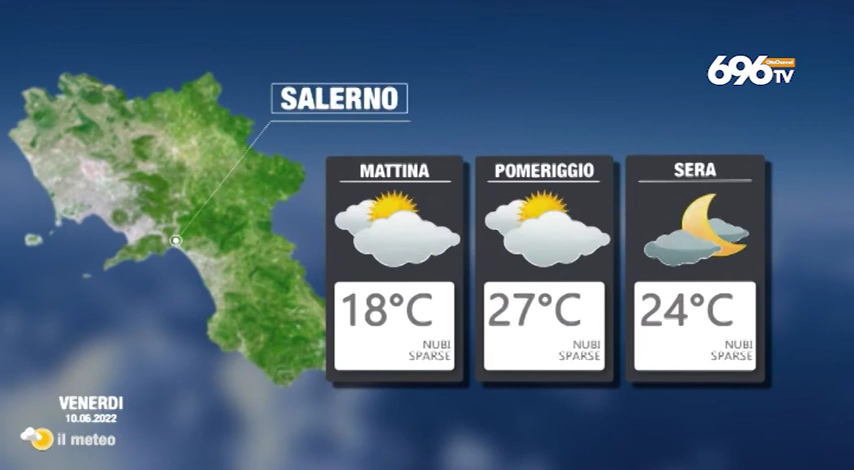 696 OttoChannel
TV
SALERNO
MATTINA
18°C
NUBI
SPARSE
POMERIGGIO
27°C
NUBI
SPARSE
SERA
24°C
NUBI
SPARSE
VENERDI
10.06.2022
il meteo